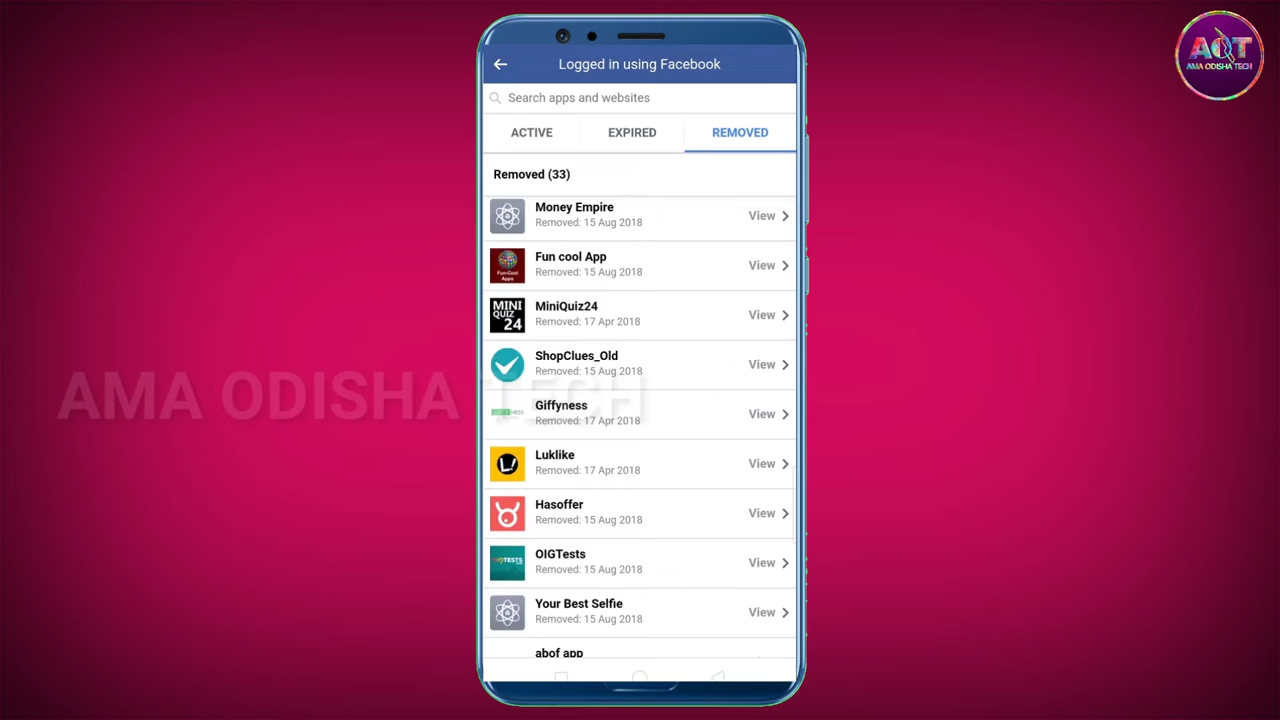 AOT
AMA ODISHA TECH
Logged in using Facebook
Search apps and websites
ACTIVE
EXPIRED
REMOVED
Removed (33)
Money Empire
View
Removed: 15 Aug 2018
Fun-Cool
Apps
Fun cool App
View
Removed: 15 Aug 2018
MINI
QUIZ
24
MiniQuiz24
View
Removed: 17 Apr 2018
ShopClues_Old
View
Removed: 15 Aug 2018
AMA ODISHA TECH
Giffyness
View
Removed: 17 Apr 2018
L!
Luklike
View
Removed: 17 Apr 2018
Hasoffer
View
Removed: 15 Aug 2018
OIGTests
View
Removed: 15 Aug 2018
Your Best Selfie
View
Removed: 15 Aug 2018
abof app